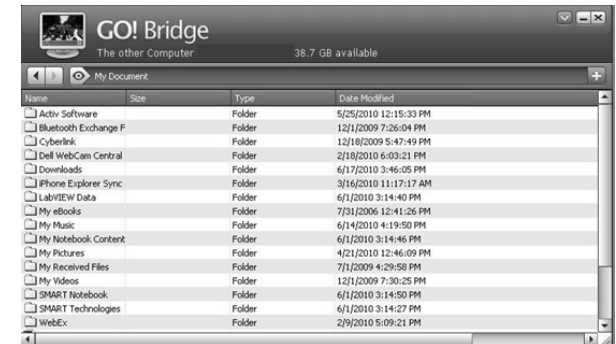 GO! Bridge
The other Computer 38.7 GB available
My Document
Name Size Type Date Modified
Activ Software Folder 5/25/2010 12:15:33 PM
Bluetooth Exchange F Folder 12/1/2009 7:26:04 PM
Cyberlink Folder 12/18/2009 5:47:49 PM
Dell WebCam Central Folder 2/18/2010 6:03:21 PM
Downloads Folder 6/17/2010 3:46:05 PM
iPhone Explorer Sync Folder 3/16/2010 11:17:17 AM
LabVIEW Data Folder 6/1/2010 3:14:40 PM
My eBooks Folder 7/31/2006 12:41:26 PM
My Music Folder 6/14/2010 4:19:50 PM
My Notebook Content Folder 6/1/2010 3:14:46 PM
My Pictures Folder 4/21/2010 12:46:09 PM
My Received Files Folder 7/1/2009 4:29:58 PM
My Videos Folder 12/1/2009 7:30:25 PM
SMART Notebook Folder 6/1/2010 3:14:50 PM
SMART Technologies Folder 6/1/2010 3:14:27 PM
WebEx Folder 2/9/2010 5:09:21 PM